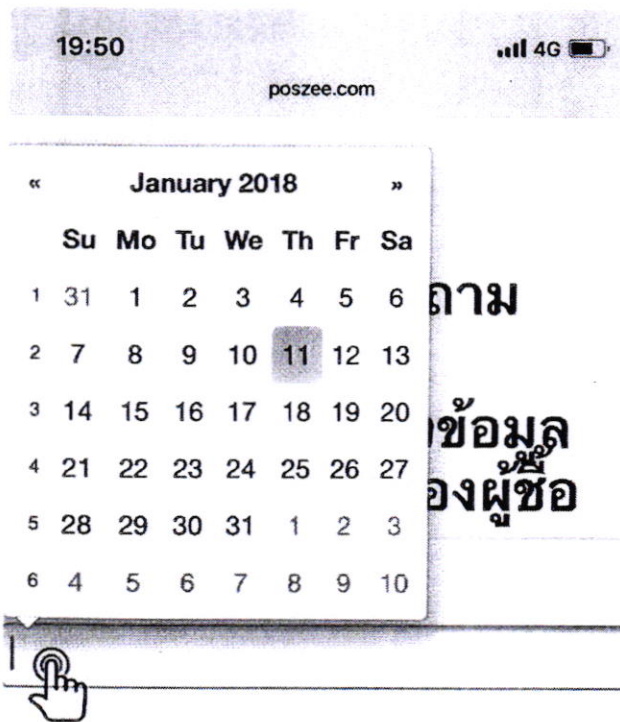 19:50 4G
poszee.com
« January 2018 »
Su Mo Tu We Th Fr Sa
1 31 1 2 3 4 5 6
ถาม
2 7 8 9 10 11 12 13
3 14 15 16 17 18 19 20
ข้อมูล
4 21 22 23 24 25 26 27
องผู้ซื้อ
5 28 29 30 31 1 2 3
6 4 5 6 7 8 9 10